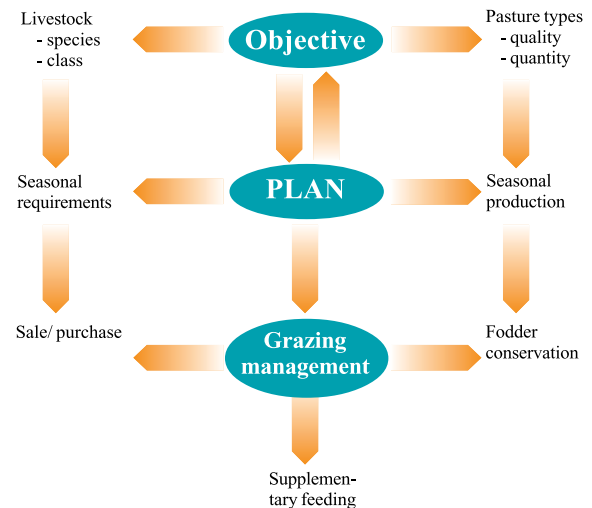 Livestock
- species
- class
Objective
Pasture types
- quality
- quantity
Seasonal
requirements
PLAN
Seasonal
production
Sale/ purchase
Grazing
management
Fodder
conservation
Supplemen-
tary feeding